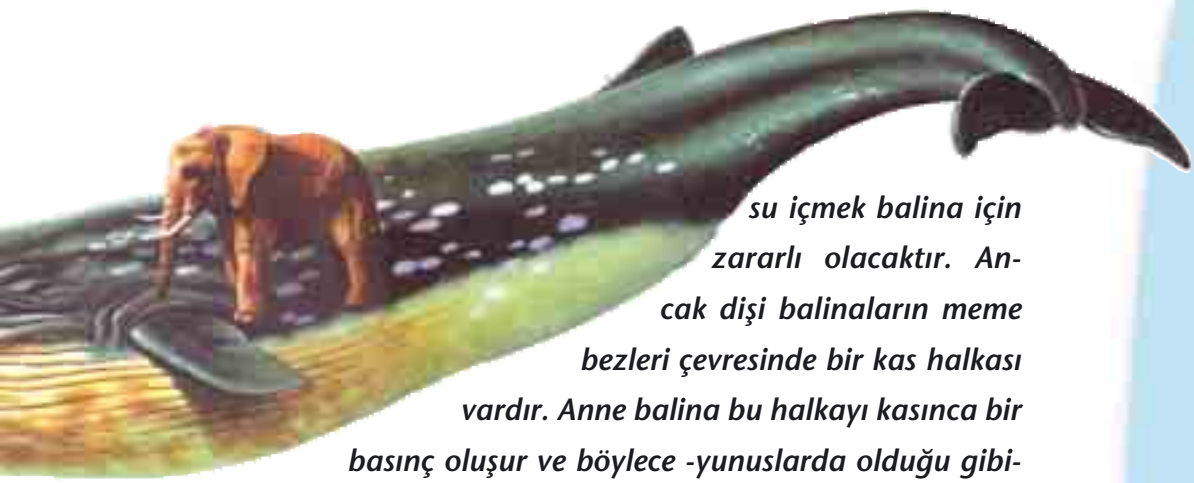 su içmek balina için
zararlı olacaktır. An-
cak dişi balinaların meme
bezleri çevresinde bir kas halkası
vardır. Anne balina bu halkayı kasınca bir
basınç oluşur ve böylece -yunuslarda olduğu gibi-